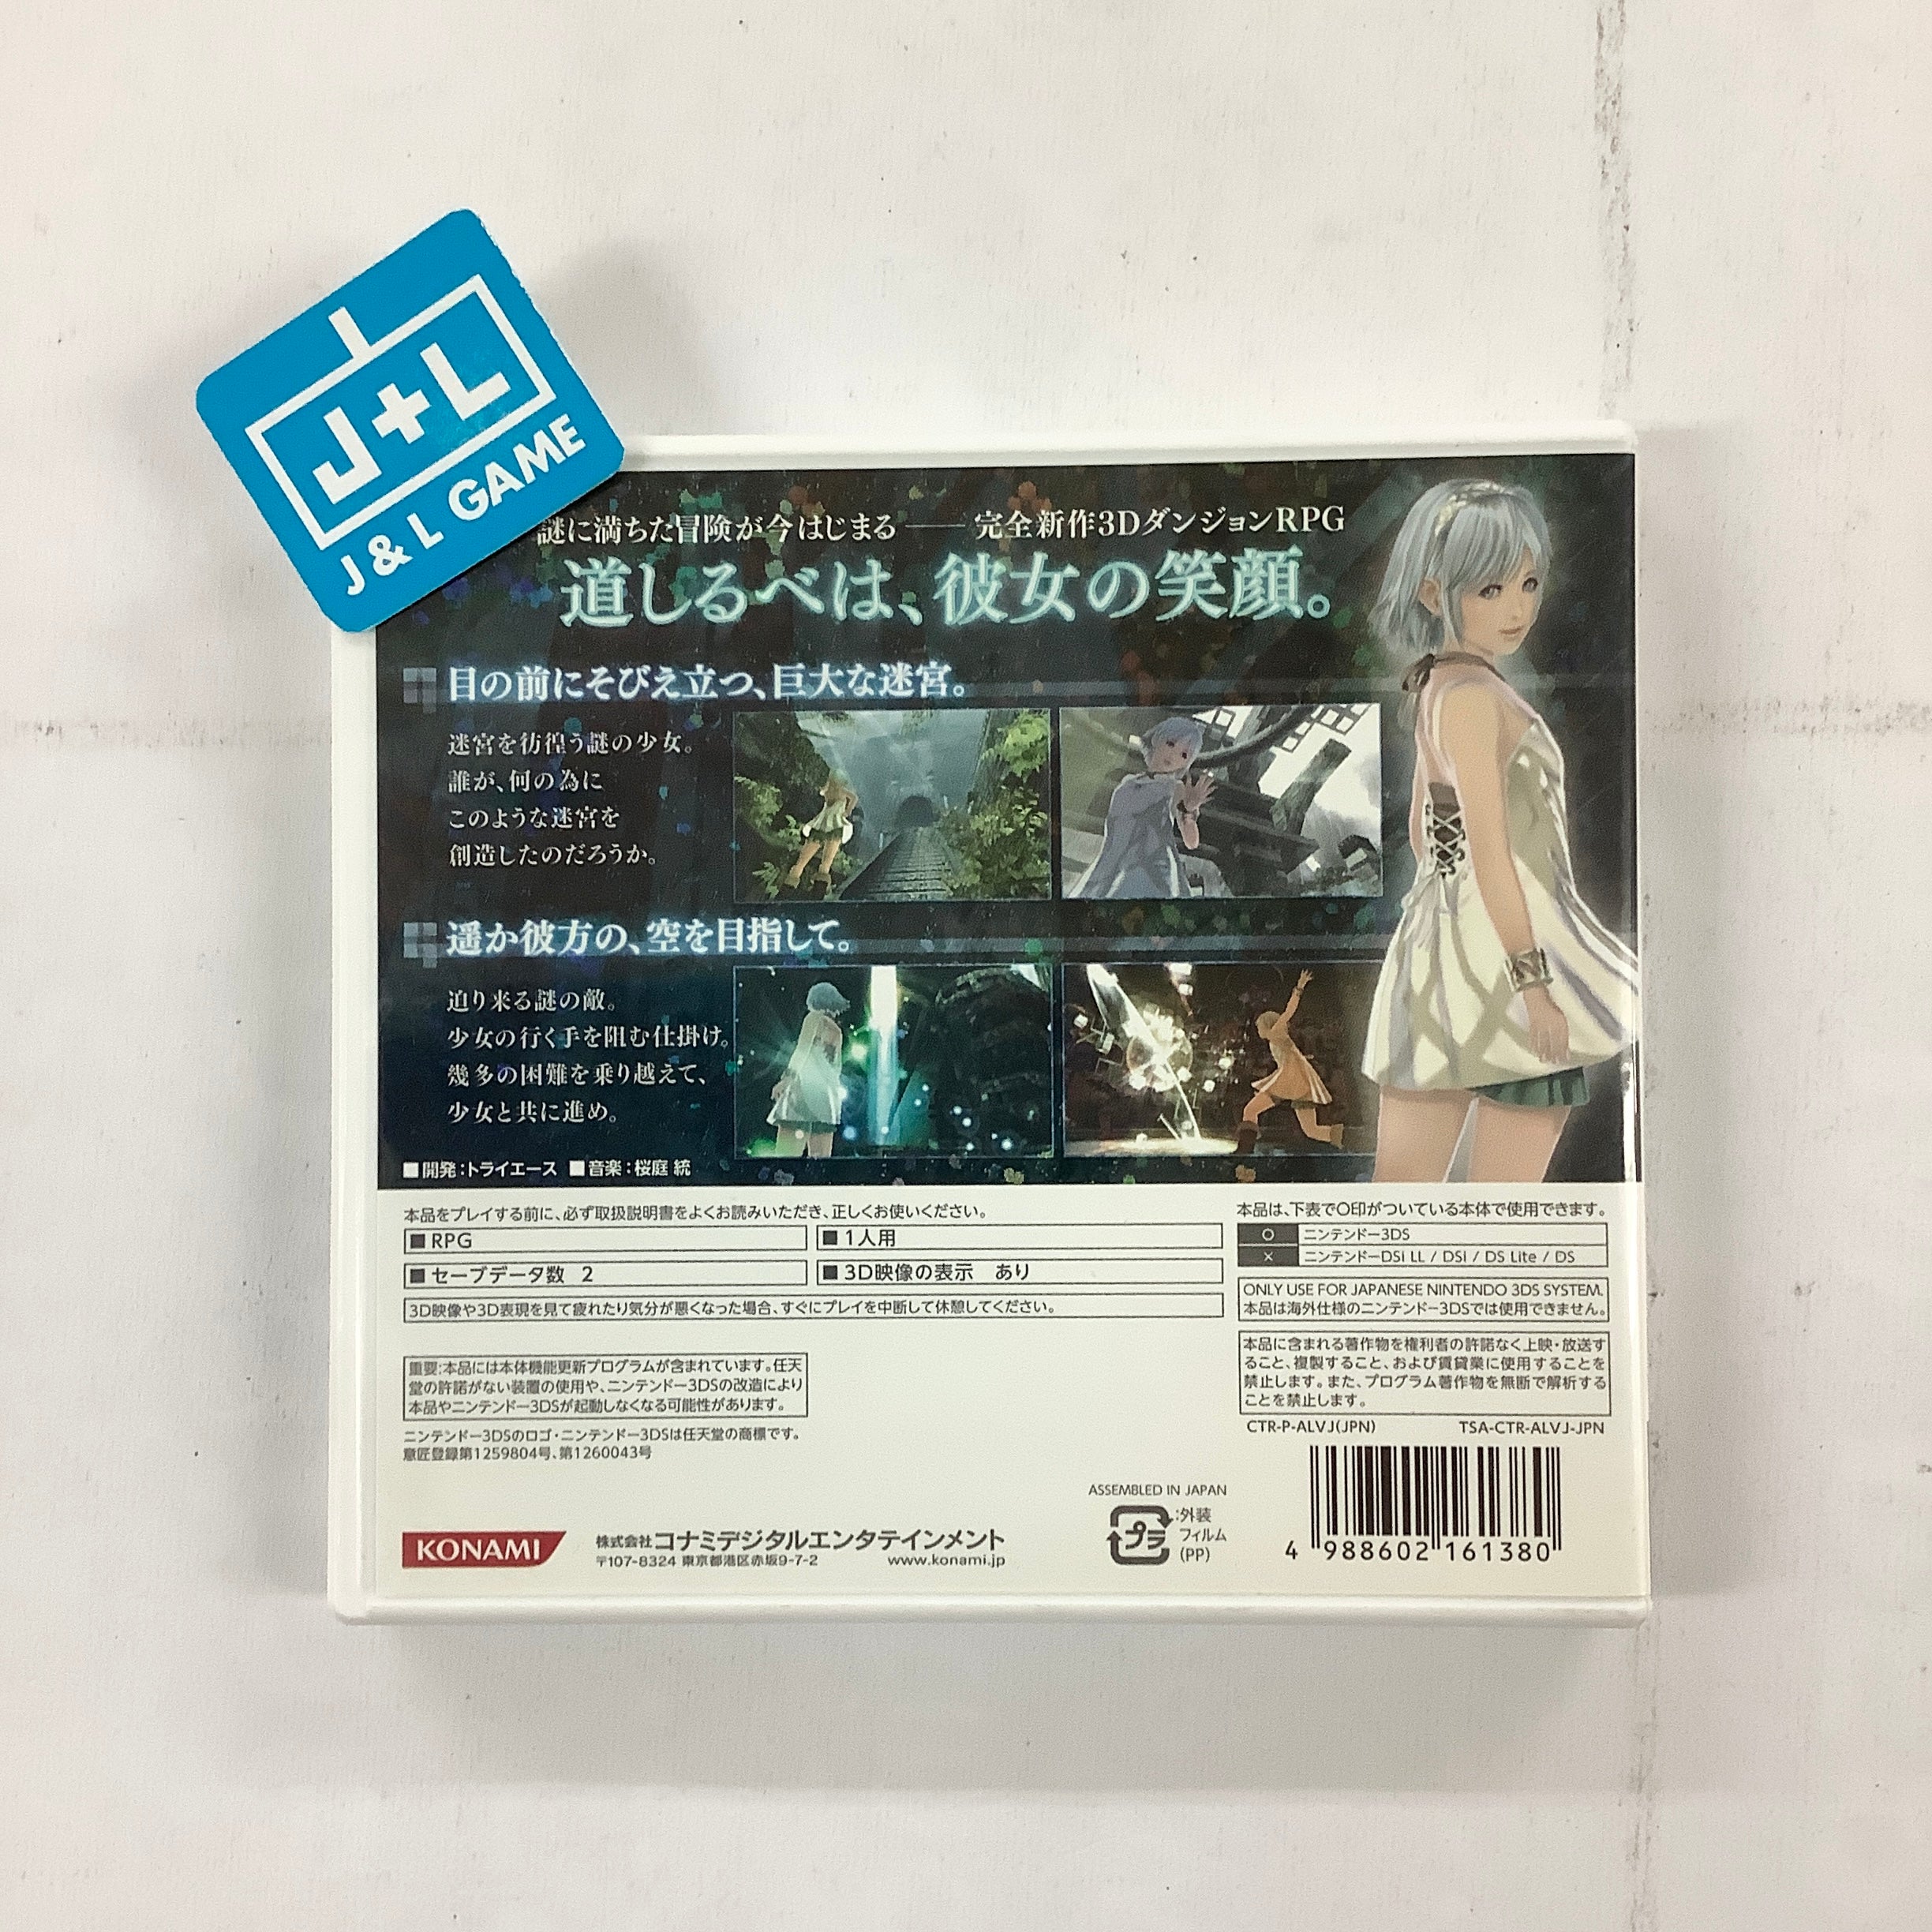 J+L
J & L GAME
謎に満ちた冒険が今はじまる —— 完全新作3DダンジョンRPG
道しるべは、彼女の笑顔。
目の前にそびえ立つ、巨大な迷宮。
迷宮を彷徨う謎の少女。
誰が、何の為に
このような迷宮を
創造したのだろうか。
遥か彼方の、空を目指して。
迫り来る謎の敵。
少女の行く手を阻む仕掛け。
幾多の困難を乗り越えて、
少女と共に進め。
■開発:トライエース ■音楽:桜庭 統
本品をプレイする前に、必ず取扱説明書をよくお読みいただき、正しくお使いください。
■ RPG
■ 1人用
■ セーブデータ数 2
■ 3D映像の表示 あり
3D映像や3D表現を見て疲れたり気分が悪くなった場合、すぐにプレイを中断して休憩してください。
重要:本品には本体機能更新プログラムが含まれています。任天
堂の許諾がない装置の使用や、ニンテンドー3DSの改造により
本品やニンテンドー3DSが起動しなくなる可能性があります。
ニンテンドー3DSのロゴ・ニンテンドー3DSは任天堂の商標です。
意匠登録第1259804号、第1260043号
本品は、下表で○印がついている本体で使用できます。
○ ニンテンドー3DS
× ニンテンドーDSi LL / DSi / DS Lite / DS
ONLY USE FOR JAPANESE NINTENDO 3DS SYSTEM.
本品は海外仕様のニンテンドー3DSでは使用できません。
本品に含まれる著作物を権利者の許諾なく上映・放送す
ること、複製すること、および賃貸業に使用することを
禁止します。また、プログラム著作物を無断で解析する
ことを禁止します。
CTR-P-ALVJ(JPN) TSA-CTR-ALVJ-JPN
ASSEMBLED IN JAPAN
プラ
:外装
フィルム
(PP)
4 988602 161380
KONAMI
株式会社コナミデジタルエンタテインメント
〒107-8324 東京都港区赤坂9-7-2 www.konami.jp